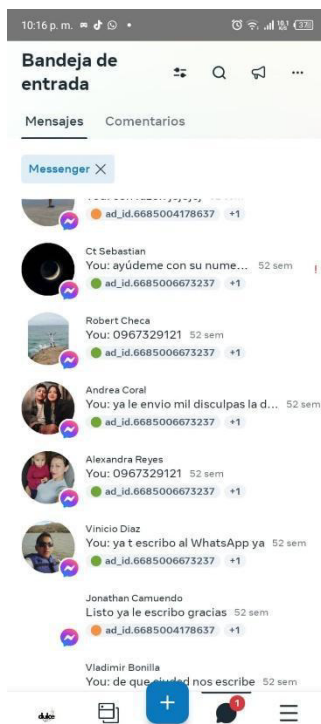 10:16 p. m.
Bandeja de
entrada
Mensajes Comentarios
Messenger
ad_id.6685004178637 +1
Ct Sebastian
You: ayúdeme con su nume... 52 sem
!
ad_id.6685006673237 +1
Robert Checa
You: 0967329121 52 sem
ad_id.6685006673237 +1
Andrea Coral
You: ya le envio mil disculpas la d... 52 sem
ad_id.6685006673237 +1
Alexandra Reyes
You: 0967329121 52 sem
ad_id.6685006673237 +1
Vinicio Diaz
You: ya t escribo al WhatsApp ya 52 sem
ad_id.6685006673237 +1
Jonathan Camuendo
Listo ya le escribo gracias 52 sem
ad_id.6685004178637 +1
Vladimir Bonilla
You: de que ciudad nos escribe 52 sem
dulce
1